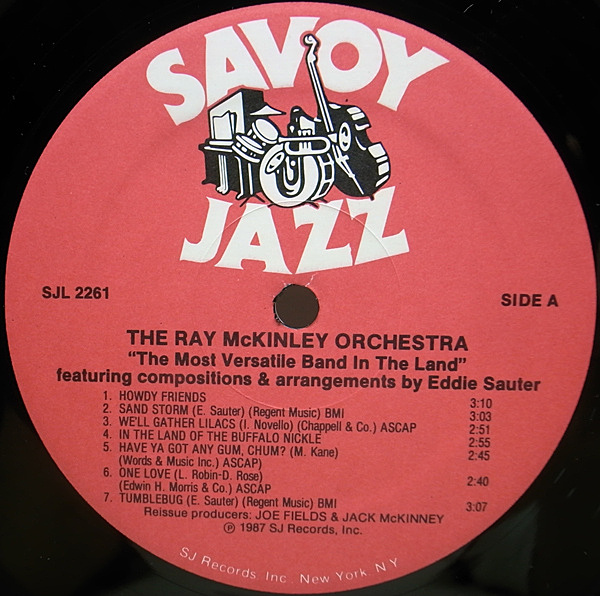 SAVOY
JAZZ
SJL 2261
SIDE A
THE RAY McKINLEY ORCHESTRA
“The Most Versatile Band In The Land”
featuring compositions & arrangements by Eddie Sauter
1. HOWDY FRIENDS 3:10
2. SAND STORM (E. Sauter) (Regent Music) BMI 3:03
3. WE'LL GATHER LILACS (I. Novello) (Chappell & Co.) ASCAP 2:51
4. IN THE LAND OF THE BUFFALO NICKLE 2:55
5. HAVE YA GOT ANY GUM, CHUM? (M. Kane) 2:45
(Words & Music Inc.) ASCAP)
6. ONE LOVE (L. Robin-D. Rose) 2:40
(Edwin H. Morris & Co.) ASCAP
7. TUMBLEBUG (E. Sauter) (Regent Music) BMI 3:07
Reissue producers: JOE FIELDS & JACK McKINNEY
℗ 1987 SJ Records, Inc.
SJ Records, Inc., New York, N.Y.